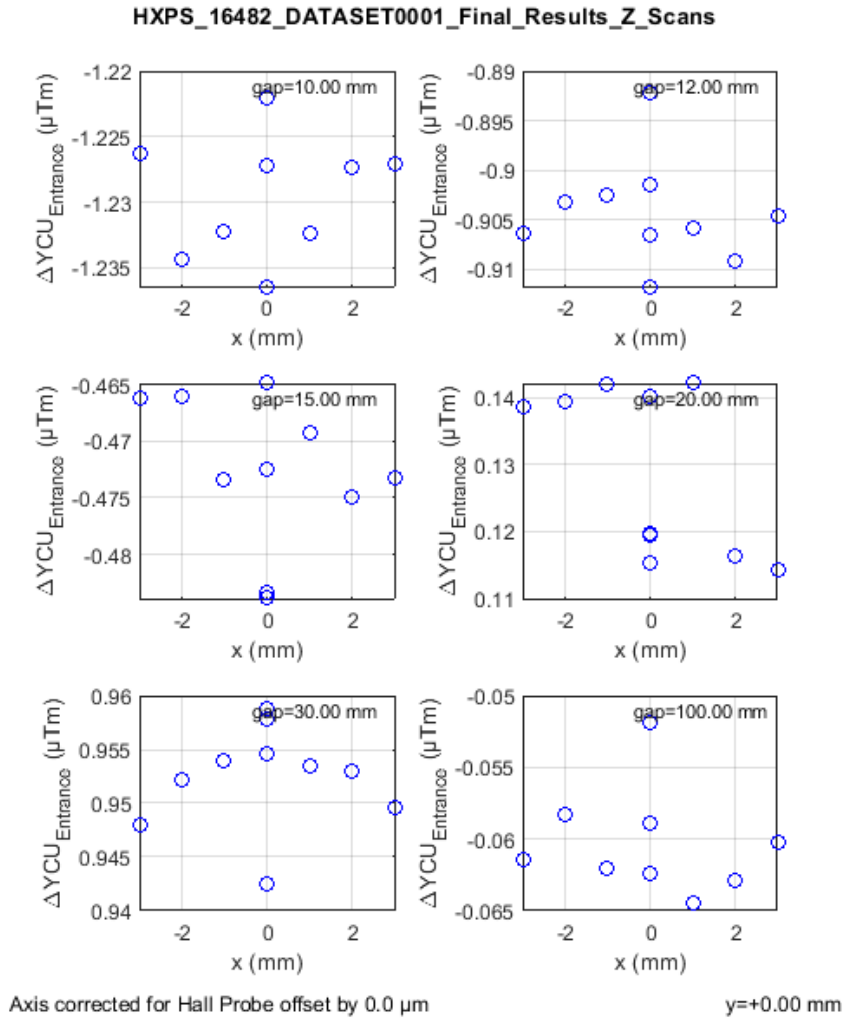 HXPS_16482_DATASET0001_Final_Results_Z_Scans
-1.22
-1.225
-1.23
-1.235
ΔYCU_Entrance (μTm)
gap=10.00 mm
-2 0 2
x (mm)
-0.89
-0.895
-0.9
-0.905
-0.91
ΔYCU_Entrance (μTm)
gap=12.00 mm
-2 0 2
x (mm)
-0.465
-0.47
-0.475
-0.48
ΔYCU_Entrance (μTm)
gap=15.00 mm
-2 0 2
x (mm)
0.14
0.13
0.12
0.11
ΔYCU_Entrance (μTm)
gap=20.00 mm
-2 0 2
x (mm)
0.96
0.955
0.95
0.945
0.94
ΔYCU_Entrance (μTm)
gap=30.00 mm
-2 0 2
x (mm)
-0.05
-0.055
-0.06
-0.065
ΔYCU_Entrance (μTm)
gap=100.00 mm
-2 0 2
x (mm)
Axis corrected for Hall Probe offset by 0.0 μm
y=+0.00 mm